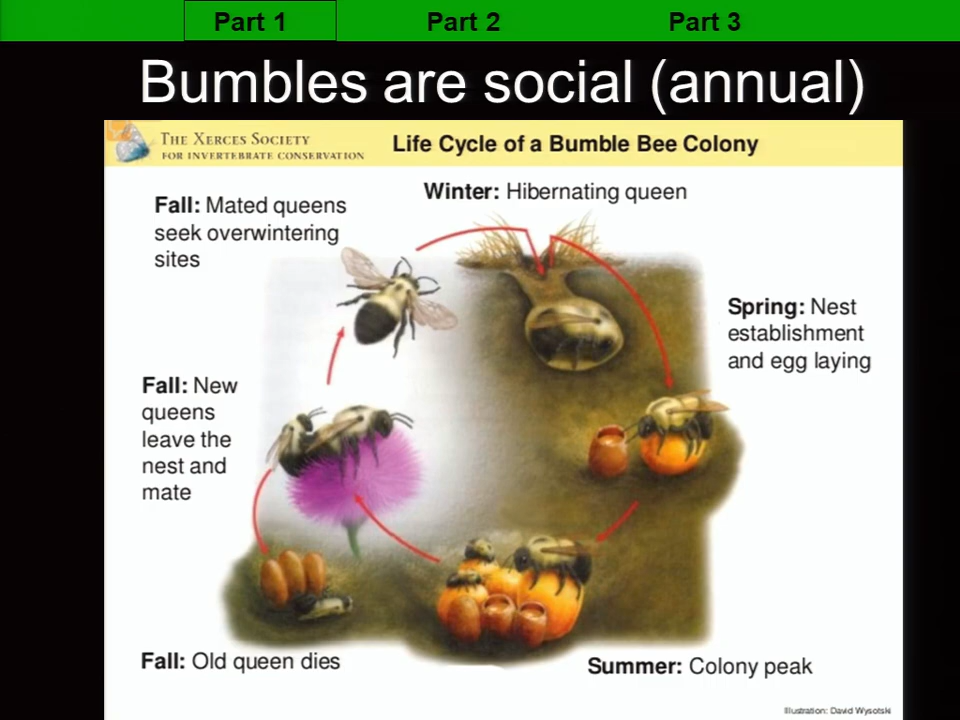 Part 1 Part 2 Part 3
Bumbles are social (annual)
THE XERCES SOCIETY
FOR INVERTEBRATE CONSERVATION
Life Cycle of a Bumble Bee Colony
Winter: Hibernating queen
Fall: Mated queens
seek overwintering
sites
Spring: Nest
establishment
and egg laying
Fall: New
queens
leave the
nest and
mate
Fall: Old queen dies
Summer: Colony peak
Illustration: David Wysotski